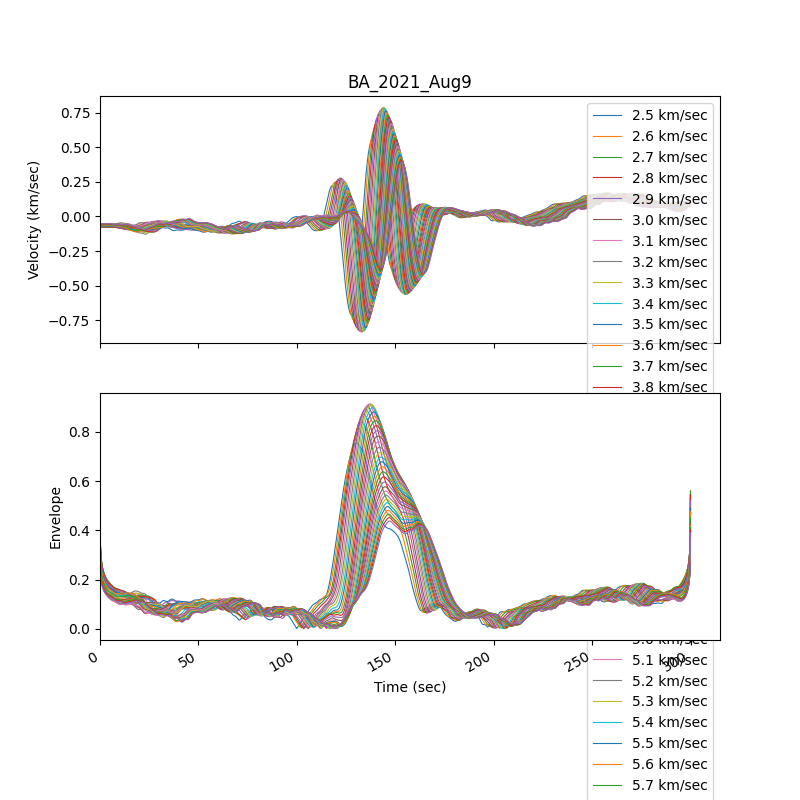 BA_2021_Aug9
Velocity (km/sec)
0.75
0.50
0.25
0.00
−0.25
−0.50
−0.75
2.5 km/sec
2.6 km/sec
2.7 km/sec
2.8 km/sec
2.9 km/sec
3.0 km/sec
3.1 km/sec
3.2 km/sec
3.3 km/sec
3.4 km/sec
3.5 km/sec
3.6 km/sec
3.7 km/sec
3.8 km/sec
Envelope
0.8
0.6
0.4
0.2
0.0
0
50
100
150
200
250
300
Time (sec)
5.1 km/sec
5.2 km/sec
5.3 km/sec
5.4 km/sec
5.5 km/sec
5.6 km/sec
5.7 km/sec